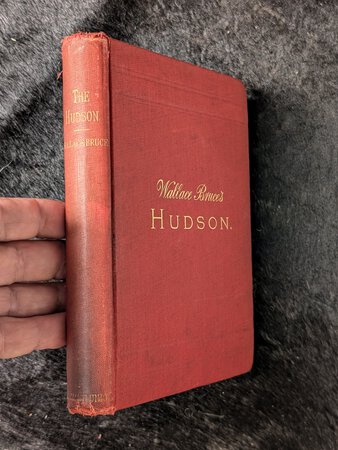 THE
HUDSON
WALLACE BRUCE
Wallace Bruce's
HUDSON.